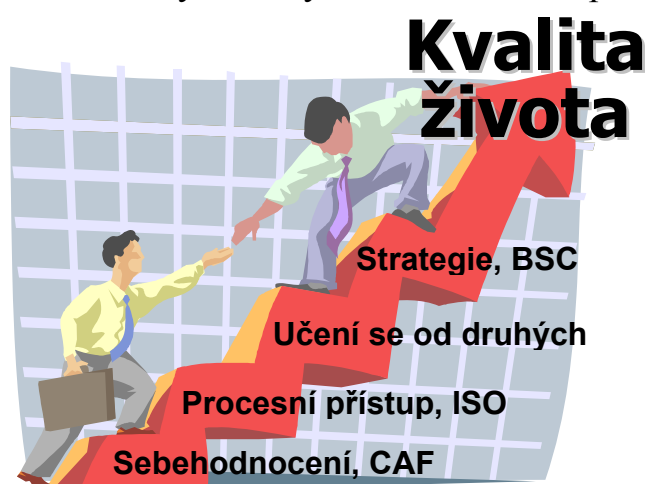 Kvalita
života
Strategie, BSC
Učení se od druhých
Procesní přístup, ISO
Sebehodnocení, CAF